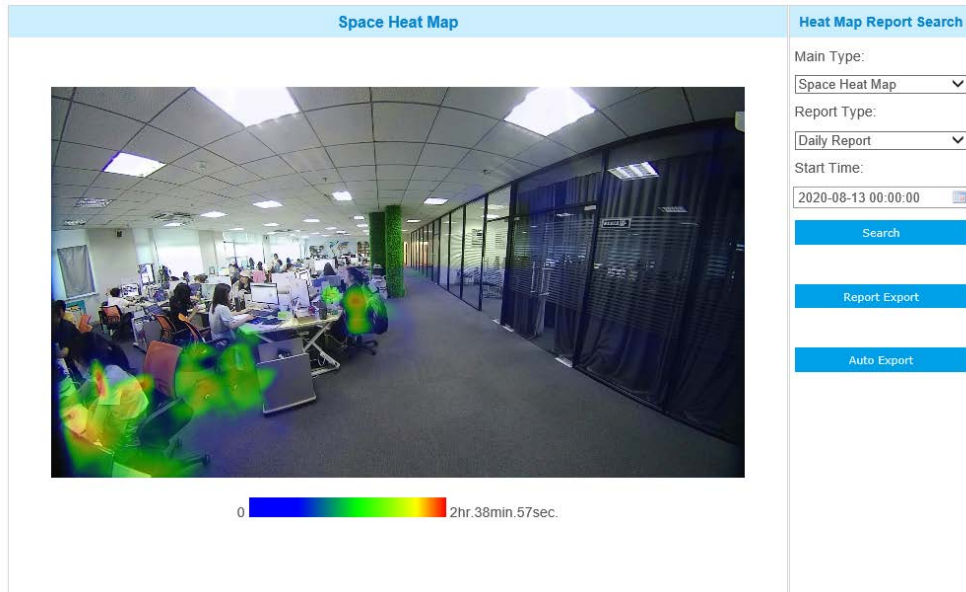 Space Heat Map
Heat Map Report Search
Main Type:
Space Heat Map
Report Type:
Daily Report
Start Time:
2020-08-13 00:00:00
Search
Report Export
Auto Export
0
2hr.38min.57sec.